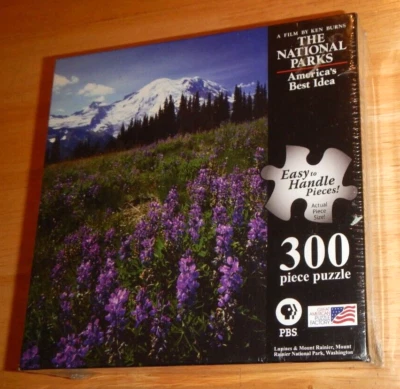 A FILM BY KEN BURNS
THE
NATIONAL
PARKS
America's
Best Idea
Easy to
Handle
Pieces!
Actual
Piece
Size!
300
piece puzzle
PBS
Lupines & Mount Rainier, Mount
Rainier National Park, Washington